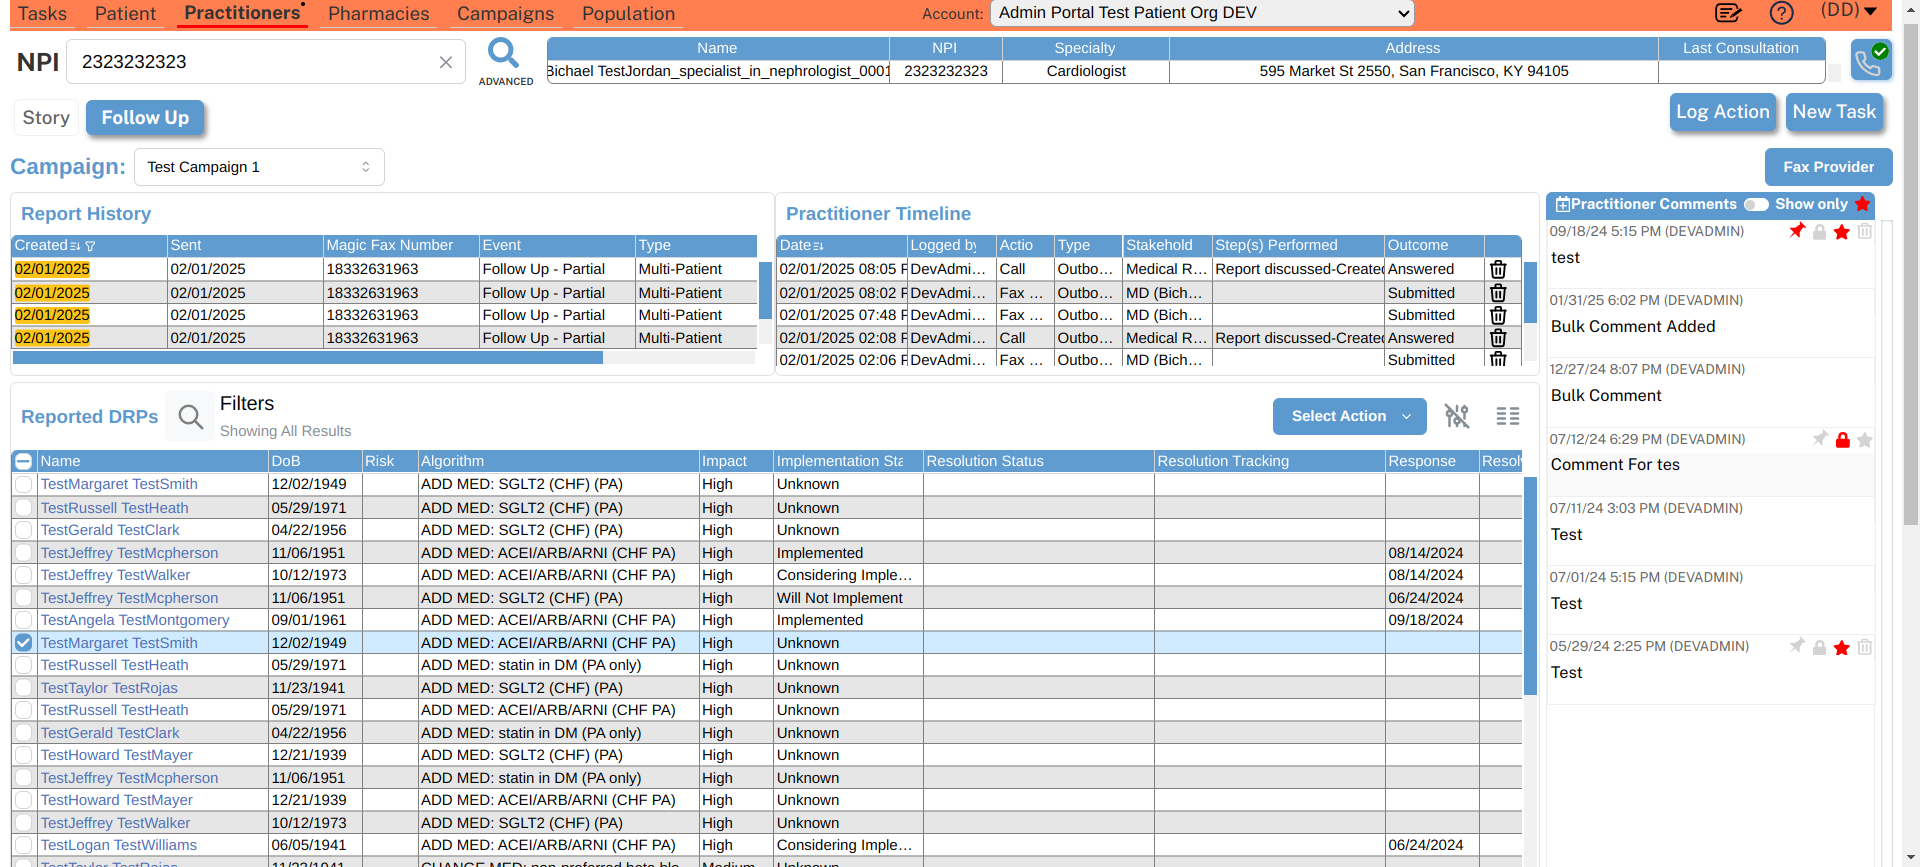 Tasks Patient Practitioners Pharmacies Campaigns Population Account: Admin Portal Test Patient Org DEV (DD)
NPI 2323232323 ADVANCED
Name NPI Specialty Address Last Consultation
Bichael TestJordan_specialist_in_nephrologist_0001 2323232323 Cardiologist 595 Market St 2550, San Francisco, KY 94105
Story Follow Up Log Action New Task
Campaign: Test Campaign 1 Fax Provider
Report History
Created Sent Magic Fax Number Event Type
02/01/2025 02/01/2025 18332631963 Follow Up - Partial Multi-Patient
02/01/2025 02/01/2025 18332631963 Follow Up - Partial Multi-Patient
02/01/2025 02/01/2025 18332631963 Follow Up - Partial Multi-Patient
02/01/2025 02/01/2025 18332631963 Follow Up - Partial Multi-Patient
Practitioner Timeline
Date Logged by Actio Type Stakehold Step(s) Performed Outcome
02/01/2025 08:05 P DevAdmi... Call Outbo... Medical R... Report discussed-Created Answered
02/01/2025 08:02 P DevAdmi... Fax ... Outbo... MD (Bich... Submitted
02/01/2025 07:48 P DevAdmi... Fax ... Outbo... MD (Bich... Submitted
02/01/2025 02:08 P DevAdmi... Call Outbo... Medical R... Report discussed-Created Answered
02/01/2025 02:06 P DevAdmi... Fax ... Outbo... MD (Bich... Submitted
Practitioner Comments Show only
09/18/24 5:15 PM (DEVADMIN)
test
01/31/25 6:02 PM (DEVADMIN)
Bulk Comment Added
12/27/24 8:07 PM (DEVADMIN)
Bulk Comment
07/12/24 6:29 PM (DEVADMIN)
Comment For tes
07/11/24 3:03 PM (DEVADMIN)
Test
07/01/24 5:15 PM (DEVADMIN)
Test
05/29/24 2:25 PM (DEVADMIN)
Test
Reported DRPs Filters
Showing All Results
Select Action
Name DoB Risk Algorithm Impact Implementation Sta Resolution Status Resolution Tracking Response Resol
TestMargaret TestSmith 12/02/1949 ADD MED: SGLT2 (CHF) (PA) High Unknown
TestRussell TestHeath 05/29/1971 ADD MED: SGLT2 (CHF) (PA) High Unknown
TestGerald TestClark 04/22/1956 ADD MED: SGLT2 (CHF) (PA) High Unknown
TestJeffrey TestMcpherson 11/06/1951 ADD MED: ACEI/ARB/ARNI (CHF PA) High Implemented 08/14/2024
TestJeffrey TestWalker 10/12/1973 ADD MED: ACEI/ARB/ARNI (CHF PA) High Considering Imple... 08/14/2024
TestJeffrey TestMcpherson 11/06/1951 ADD MED: SGLT2 (CHF) (PA) High Will Not Implement 06/24/2024
TestAngela TestMontgomery 09/01/1961 ADD MED: ACEI/ARB/ARNI (CHF PA) High Implemented 09/18/2024
TestMargaret TestSmith 12/02/1949 ADD MED: ACEI/ARB/ARNI (CHF PA) High Unknown
TestRussell TestHeath 05/29/1971 ADD MED: statin in DM (PA only) High Unknown
TestTaylor TestRojas 11/23/1941 ADD MED: SGLT2 (CHF) (PA) High Unknown
TestRussell TestHeath 05/29/1971 ADD MED: ACEI/ARB/ARNI (CHF PA) High Unknown
TestGerald TestClark 04/22/1956 ADD MED: statin in DM (PA only) High Unknown
TestHoward TestMayer 12/21/1939 ADD MED: SGLT2 (CHF) (PA) High Unknown
TestJeffrey TestMcpherson 11/06/1951 ADD MED: statin in DM (PA only) High Unknown
TestHoward TestMayer 12/21/1939 ADD MED: ACEI/ARB/ARNI (CHF PA) High Unknown
TestJeffrey TestWalker 10/12/1973 ADD MED: SGLT2 (CHF) (PA) High Unknown
TestLogan TestWilliams 06/05/1941 ADD MED: ACEI/ARB/ARNI (CHF PA) High Considering Imple... 06/24/2024